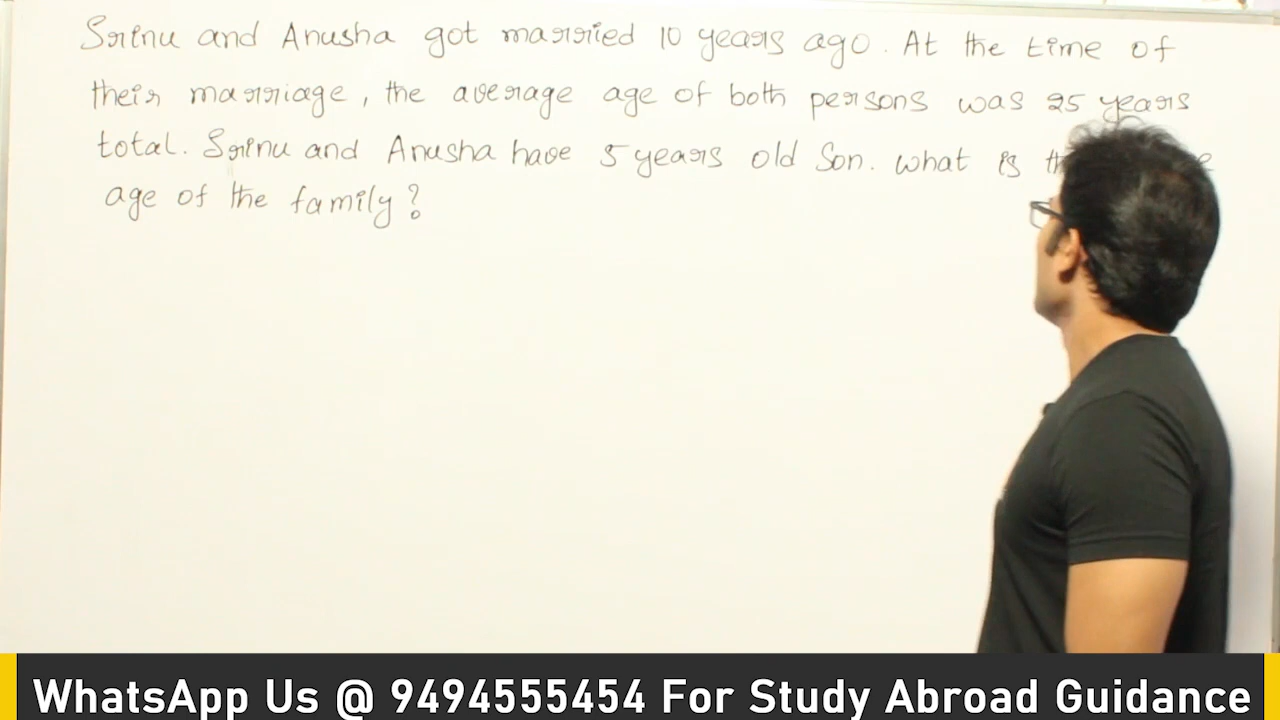 Srinu and Anusha got married 10 years ago. At the time of
their marriage, the average age of both persons was 25 years
total. Srinu and Anusha have 5 years old Son. what is
age of the family?
WhatsApp Us @ 9494555454 For Study Abroad Guidance